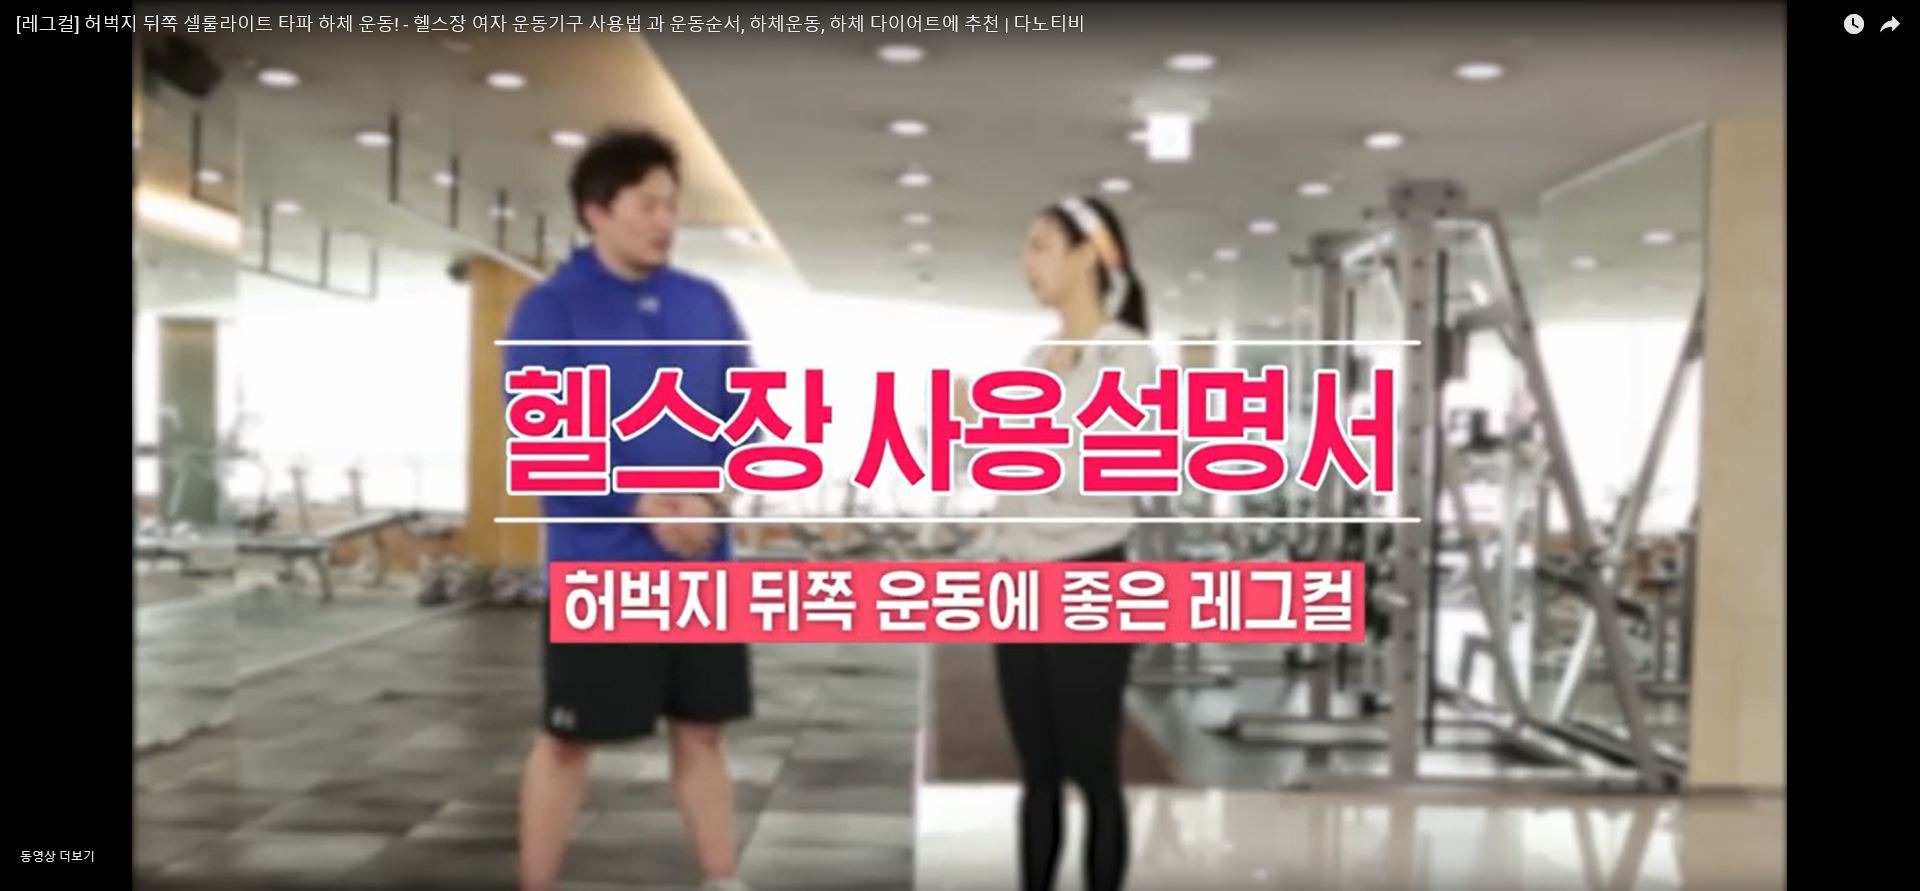 [레그컬] 허벅지 뒤쪽 셀룰라이트 타파 하체 운동! - 헬스장 여자 운동기구 사용법 과 운동순서, 하체운동, 하체 다이어트에 추천 | 다노티비
헬스장 사용설명서
허벅지 뒤쪽 운동에 좋은 레그컬
동영상 더보기